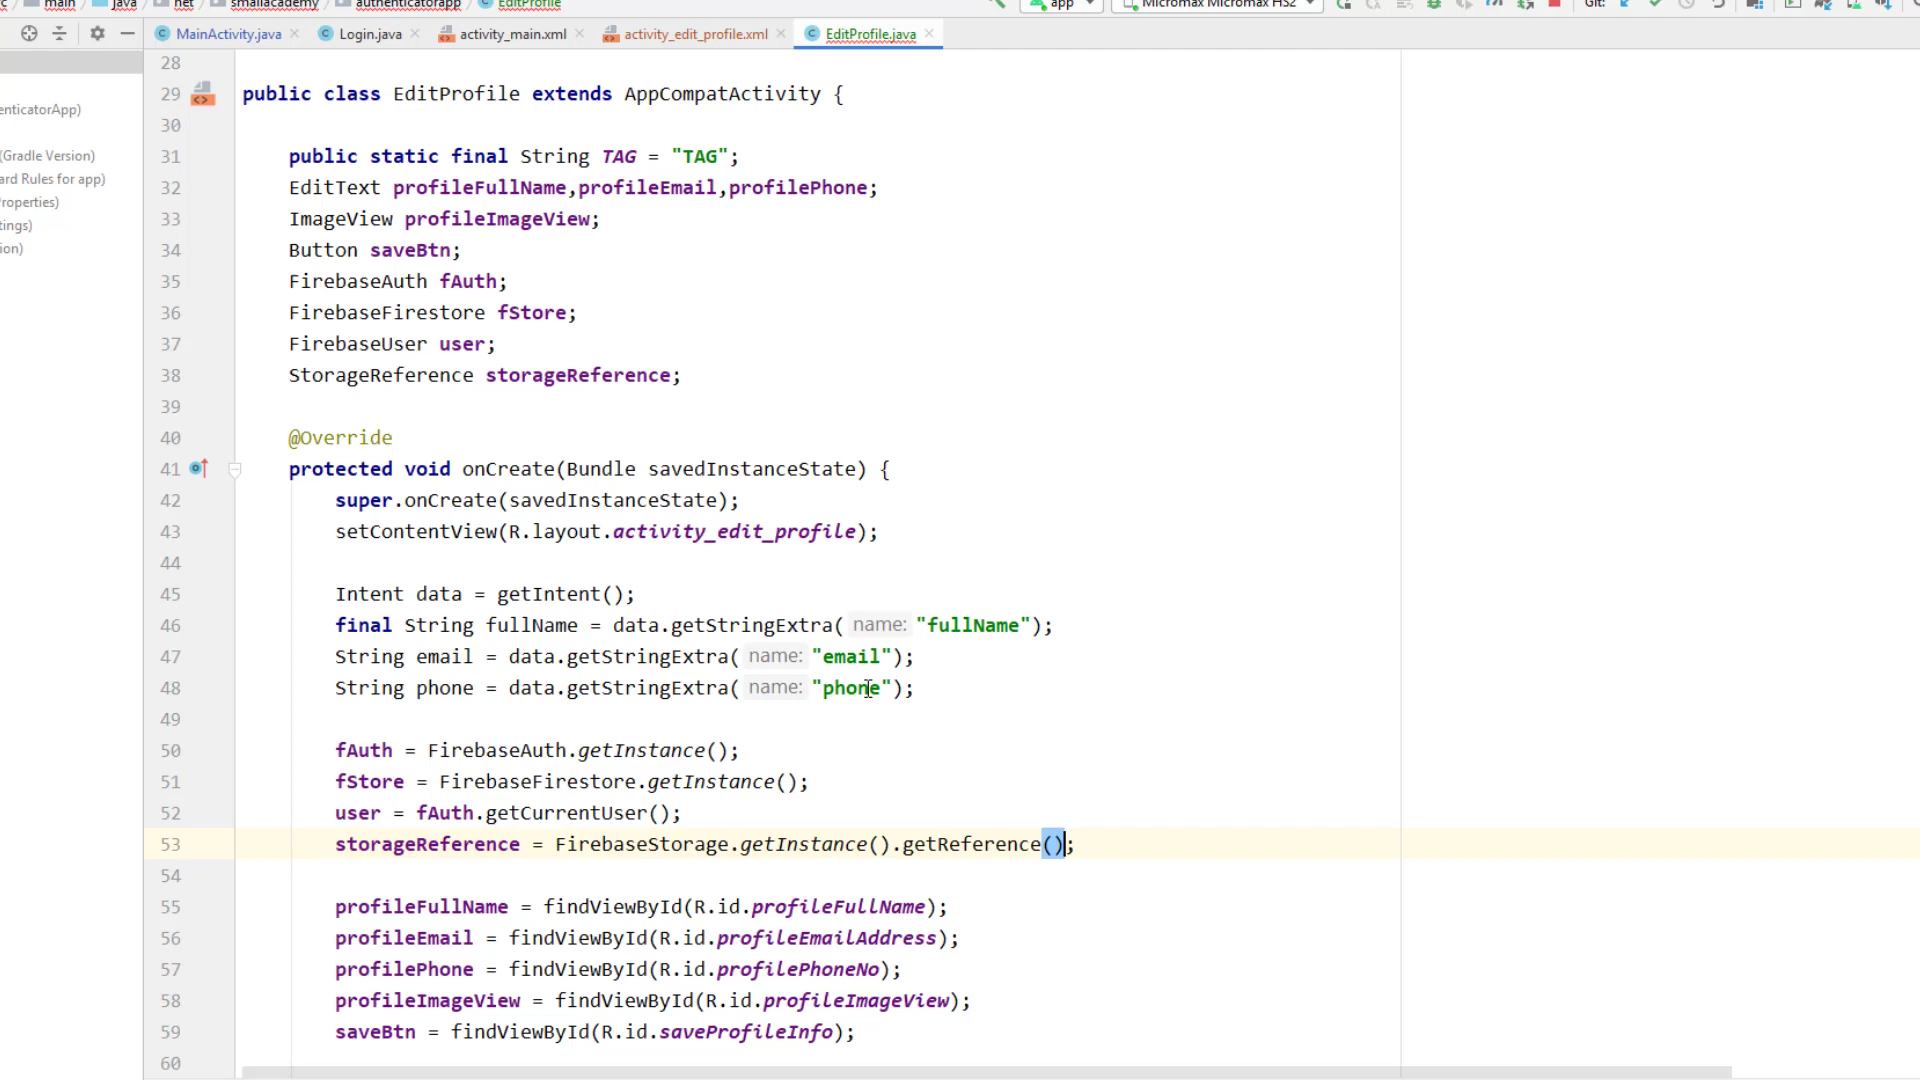 main java net smallacademy authenticatorapp EditProfile app Micromax Micromax HS2 Git:
MainActivity.java Login.java activity_main.xml activity_edit_profile.xml EditProfile.java
enticatorApp)
(Gradle Version)
ard Rules for app)
roperties)
tings)
ion)
28
29 public class EditProfile extends AppCompatActivity {
30
31 public static final String TAG = "TAG";
32 EditText profileFullName,profileEmail,profilePhone;
33 ImageView profileImageView;
34 Button saveBtn;
35 FirebaseAuth fAuth;
36 FirebaseFirestore fStore;
37 FirebaseUser user;
38 StorageReference storageReference;
39
40 @Override
41 protected void onCreate(Bundle savedInstanceState) {
42 super.onCreate(savedInstanceState);
43 setContentView(R.layout.activity_edit_profile);
44
45 Intent data = getIntent();
46 final String fullName = data.getStringExtra( name: "fullName");
47 String email = data.getStringExtra( name: "email");
48 String phone = data.getStringExtra( name: "phone");
49
50 fAuth = FirebaseAuth.getInstance();
51 fStore = FirebaseFirestore.getInstance();
52 user = fAuth.getCurrentUser();
53 storageReference = FirebaseStorage.getInstance().getReference();
54
55 profileFullName = findViewById(R.id.profileFullName);
56 profileEmail = findViewById(R.id.profileEmailAddress);
57 profilePhone = findViewById(R.id.profilePhoneNo);
58 profileImageView = findViewById(R.id.profileImageView);
59 saveBtn = findViewById(R.id.saveProfileInfo);
60